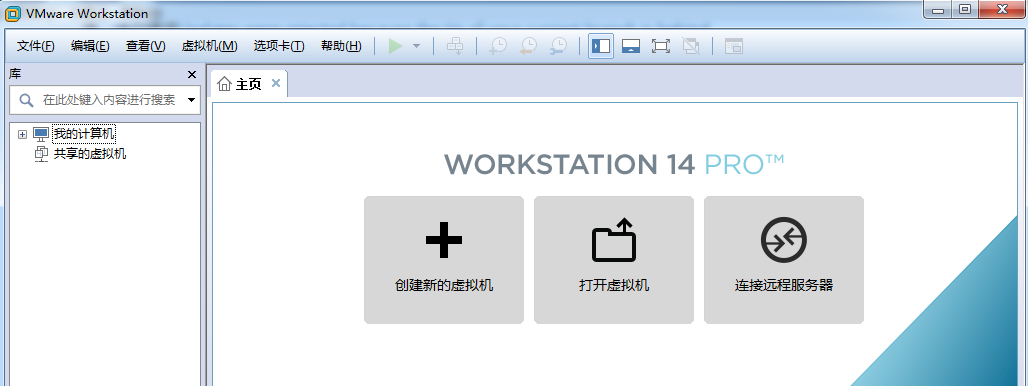 VMware Workstation
文件(F) 编辑(E) 查看(V) 虚拟机(M) 选项卡(T) 帮助(H)
库
主页
在此处键入内容进行搜索
我的计算机
共享的虚拟机
WORKSTATION 14 PRO™
创建新的虚拟机
打开虚拟机
连接远程服务器